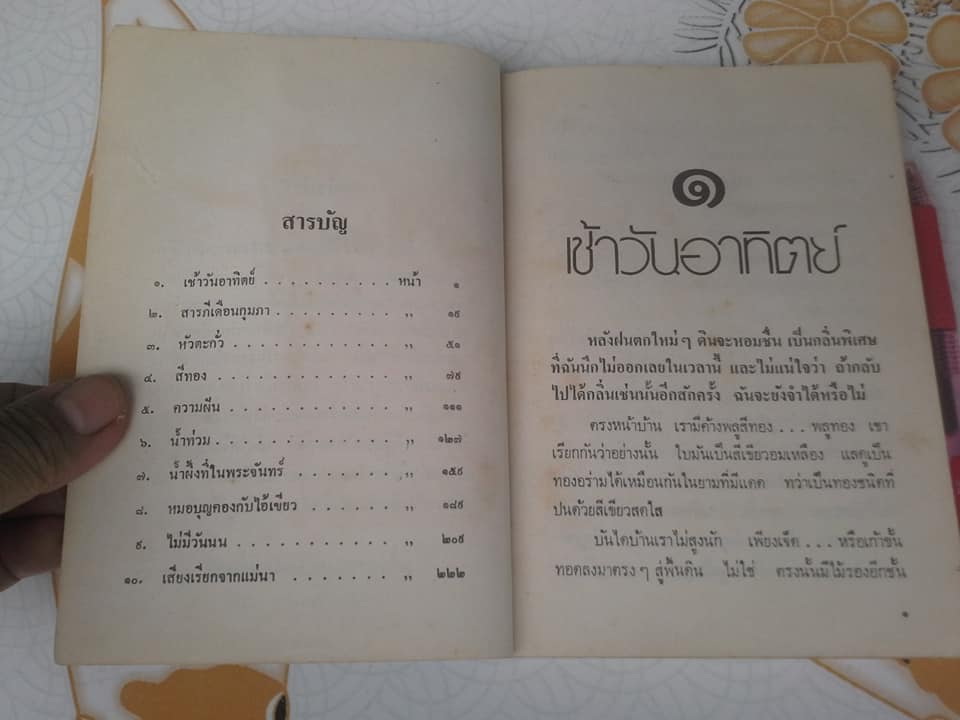 สารบัญ
๑. เช้าวันอาทิตย์ . . . . . . . . . . . หน้า ๑
๒. สารภีเดือนกุมภา . . . . . . . . . . ,, ๑๙
๓. หัวตะกั่ว . . . . . . . . . . . . . ,, ๕๑
๔. สีทอง . . . . . . . . . . . . . . ,, ๗๕
๕. ความฝัน . . . . . . . . . . . . . ,, ๑๑๑
๖. น้ำท่วม . . . . . . . . . . . . . ,, ๑๒๗
๗. น้ำผึ้งที่ในพระจันทร์ . . . . . . . . . ,, ๑๕๙
๘. หมอบุญตองกับไอ้เขียว . . . . . . . . ,, ๑๘๙
๙. ไม่มีวันนน . . . . . . . . . . . . ,, ๒๐๙
๑๐. เสียงเรียกจากแม่นา . . . . . . . ,, ๒๒๒
๑
เช้าวันอาทิตย์
หลังฝนตกใหม่ ๆ ดินจะหอมชื่น เป็นกลิ่นพิเศษ
ที่ฉันนึกไม่ออกเลยในเวลานี้ และไม่แน่ใจว่า ถ้ากลับ
ไปได้กลิ่นเช่นนั้นอีกสักครั้ง ฉันจะยังจำได้หรือไม่
ตรงหน้าบ้าน เรามีค้างพลูสีทอง . . . พลูทอง เขา
เรียกกันว่าอย่างนั้น ใบมันเป็นสีเขียวอมเหลือง แลดูเป็น
ทองอร่ามได้เหมือนกันในยามที่มีแดด ทว่าเป็นทองชนิดที่
ปนด้วยสีเขียวสดใส
บันไดบ้านเราไม่สูงนัก เพียงเจ็ด . . . หรือเก้าขั้น
ทอดลงมาตรง ๆ สู่พื้นดิน ไม่ใช่ ตรงนั้นมีไม้รองอีกชั้น
๑